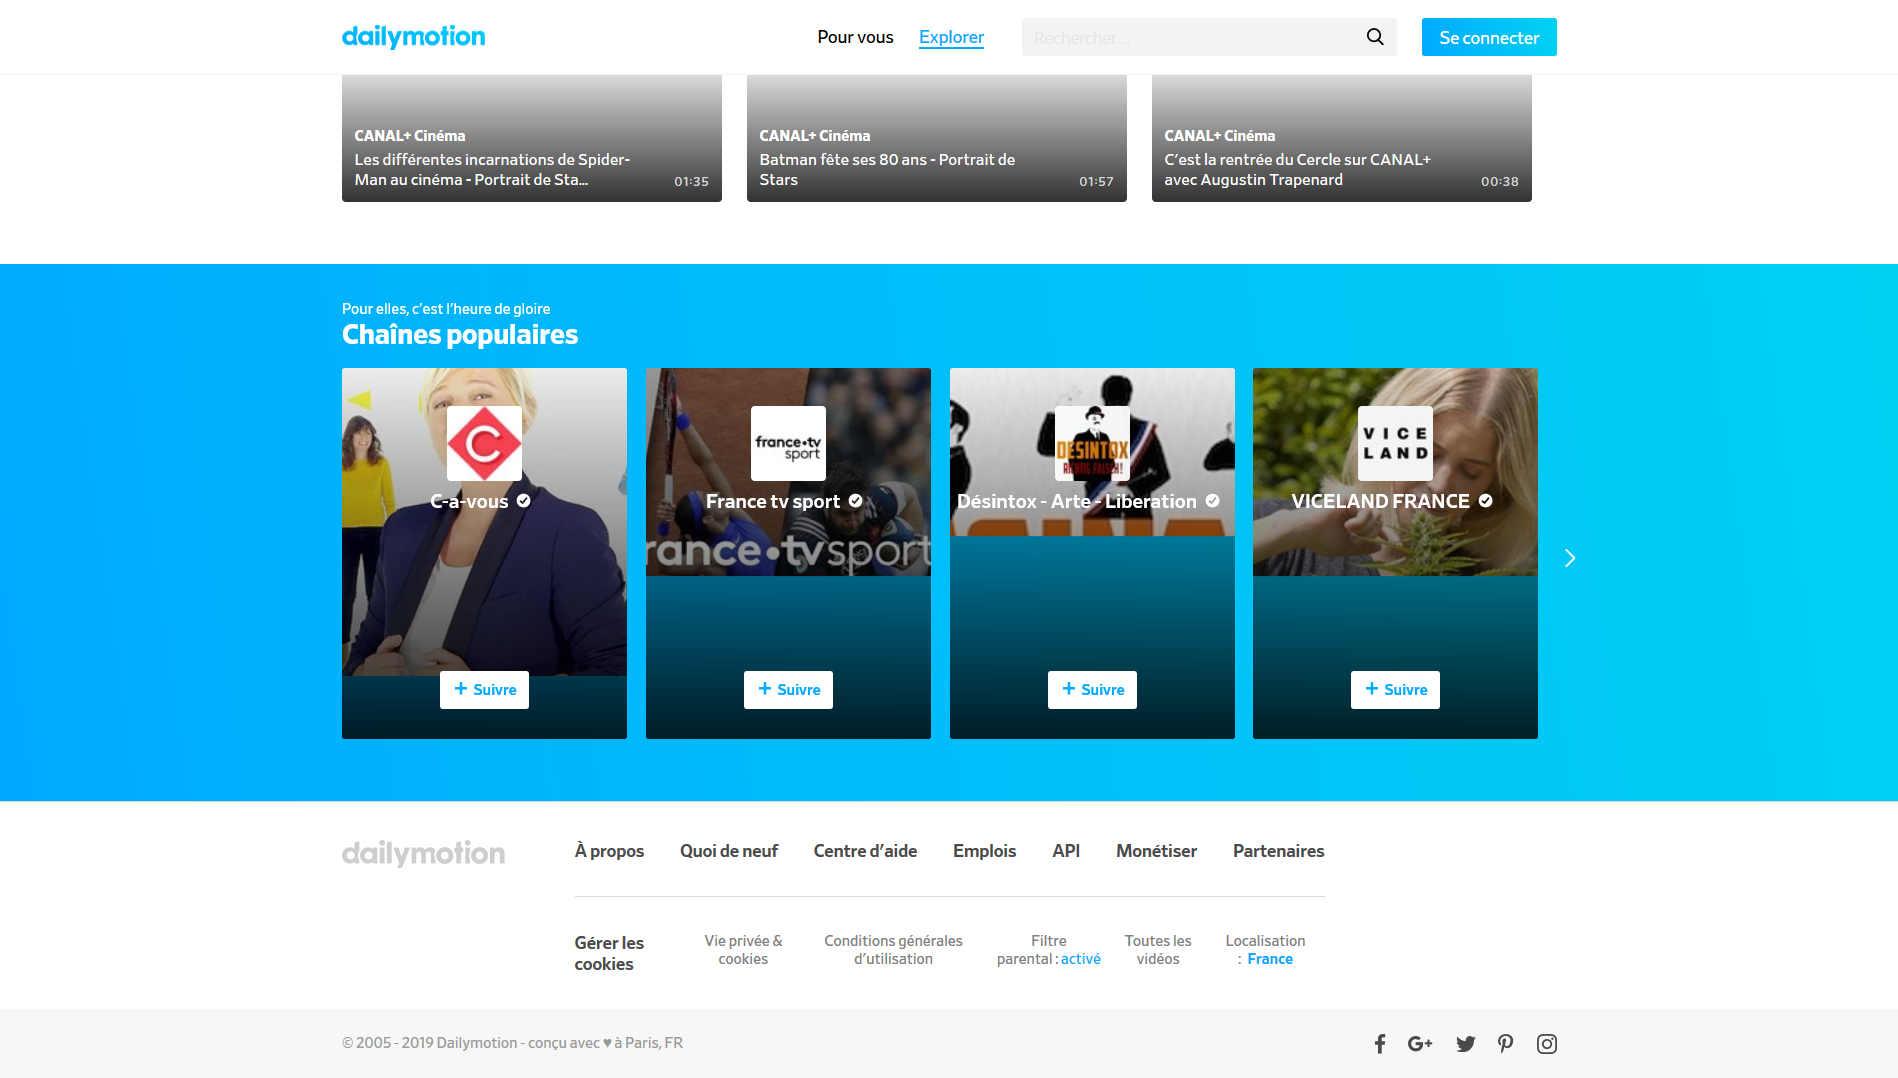 dailymotion
Pour vous
Explorer
Rechercher...
Se connecter
CANAL+ Cinéma
Les différentes incarnations de Spider-
Man au cinéma - Portrait de Sta...
01:35
CANAL+ Cinéma
Batman fête ses 80 ans - Portrait de
Stars
01:57
CANAL+ Cinéma
C'est la rentrée du Cercle sur CANAL+
avec Augustin Trapenard
00:38
Pour elles, c'est l'heure de gloire
Chaînes populaires
C
C-a-vous
+ Suivre
france•tv
sport
France tv sport
rance•tvsport
+ Suivre
DESINTOX
RICHTIG FALSCH!
Désintox - Arte - Liberation
+ Suivre
VICE
LAND
VICELAND FRANCE
+ Suivre
dailymotion
À propos
Quoi de neuf
Centre d'aide
Emplois
API
Monétiser
Partenaires
Gérer les
cookies
Vie privée &
cookies
Conditions générales
d'utilisation
Filtre
parental : activé
Toutes les
vidéos
Localisation
: France
© 2005 - 2019 Dailymotion - conçu avec ♥ à Paris, FR
G+